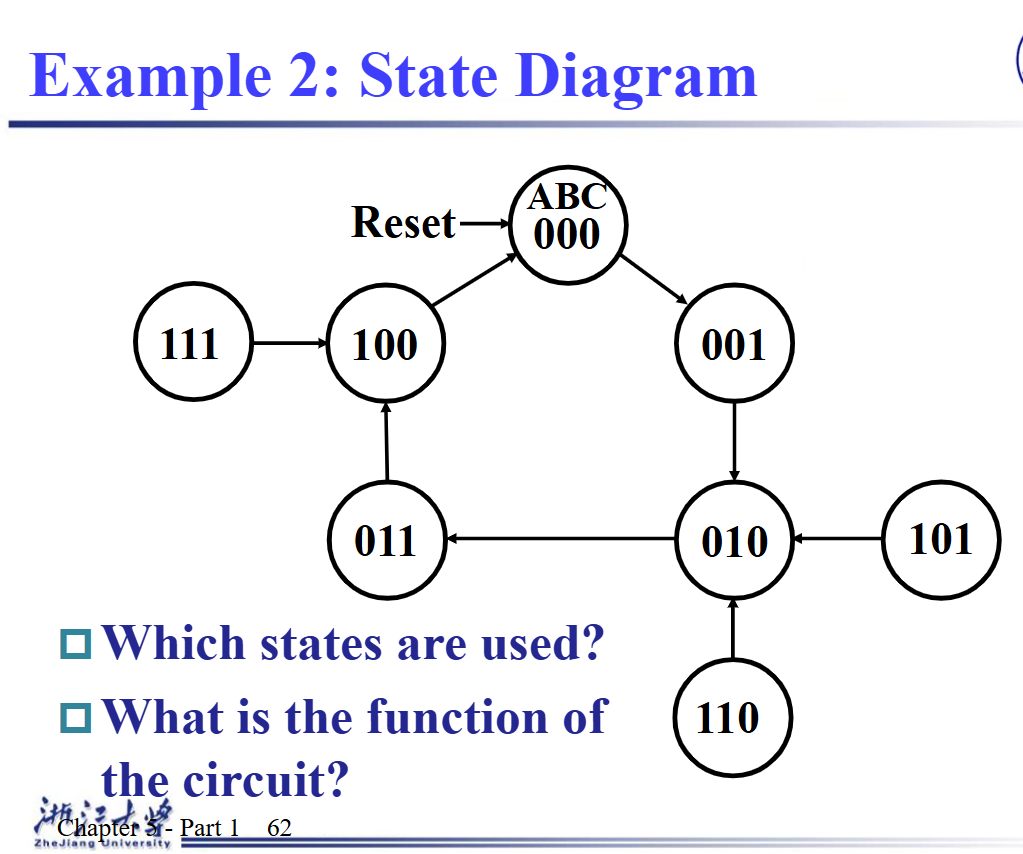 Example 2: State Diagram
ABC
Reset
000
111
100
001
011
010
101
Which states are used?
What is the function of
the circuit?
110
浙江大学
ZheJiang University
Chapter 5 - Part 1 62